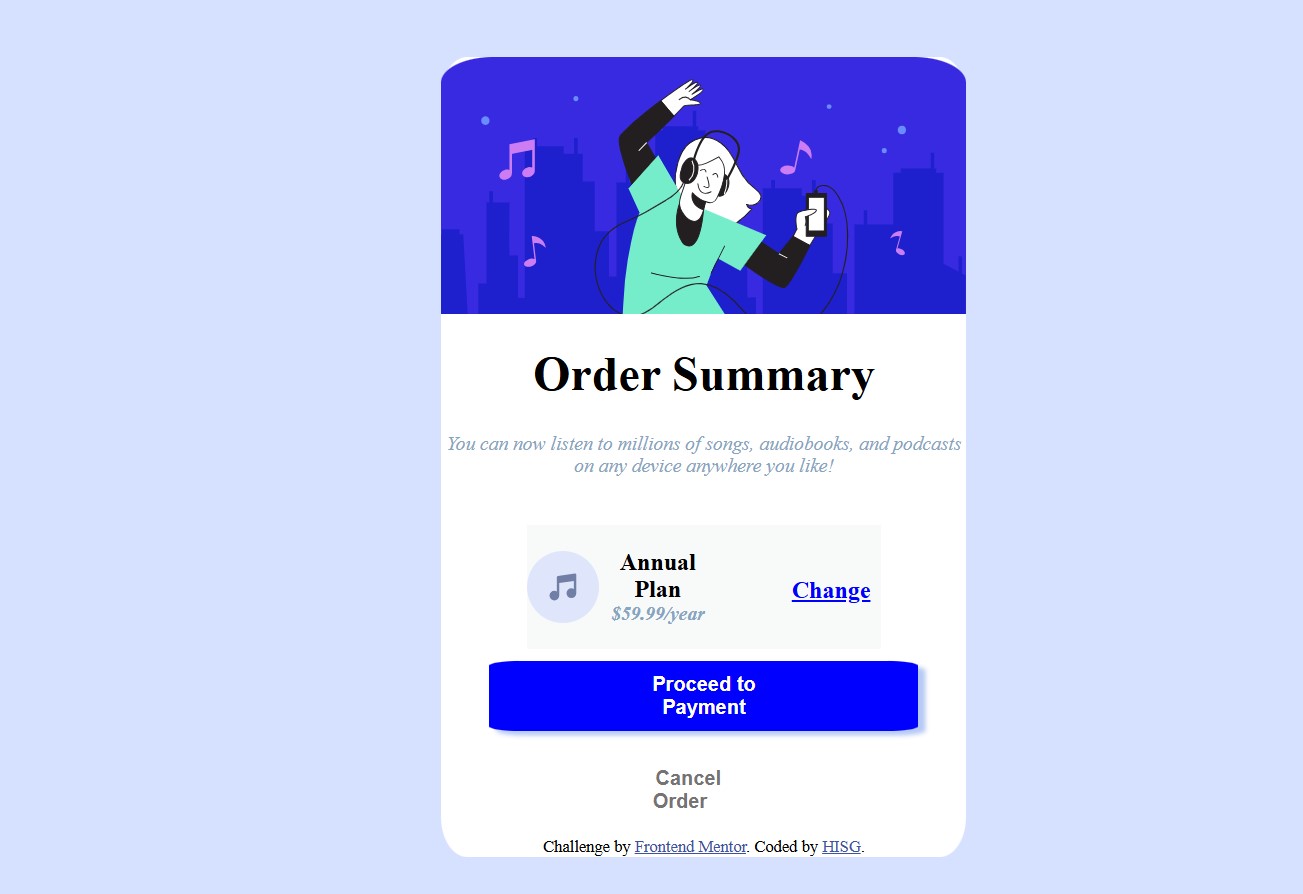 Order Summary
You can now listen to millions of songs, audiobooks, and podcasts
on any device anywhere you like!
Annual
Plan
$59.99/year
Change
Proceed to
Payment
Cancel
Order
Challenge by Frontend Mentor. Coded by HISG.